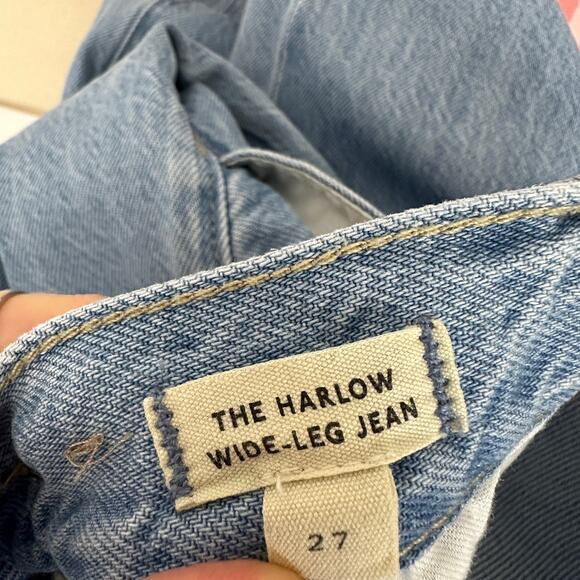 THE HARLOW
WIDE-LEG JEAN
27